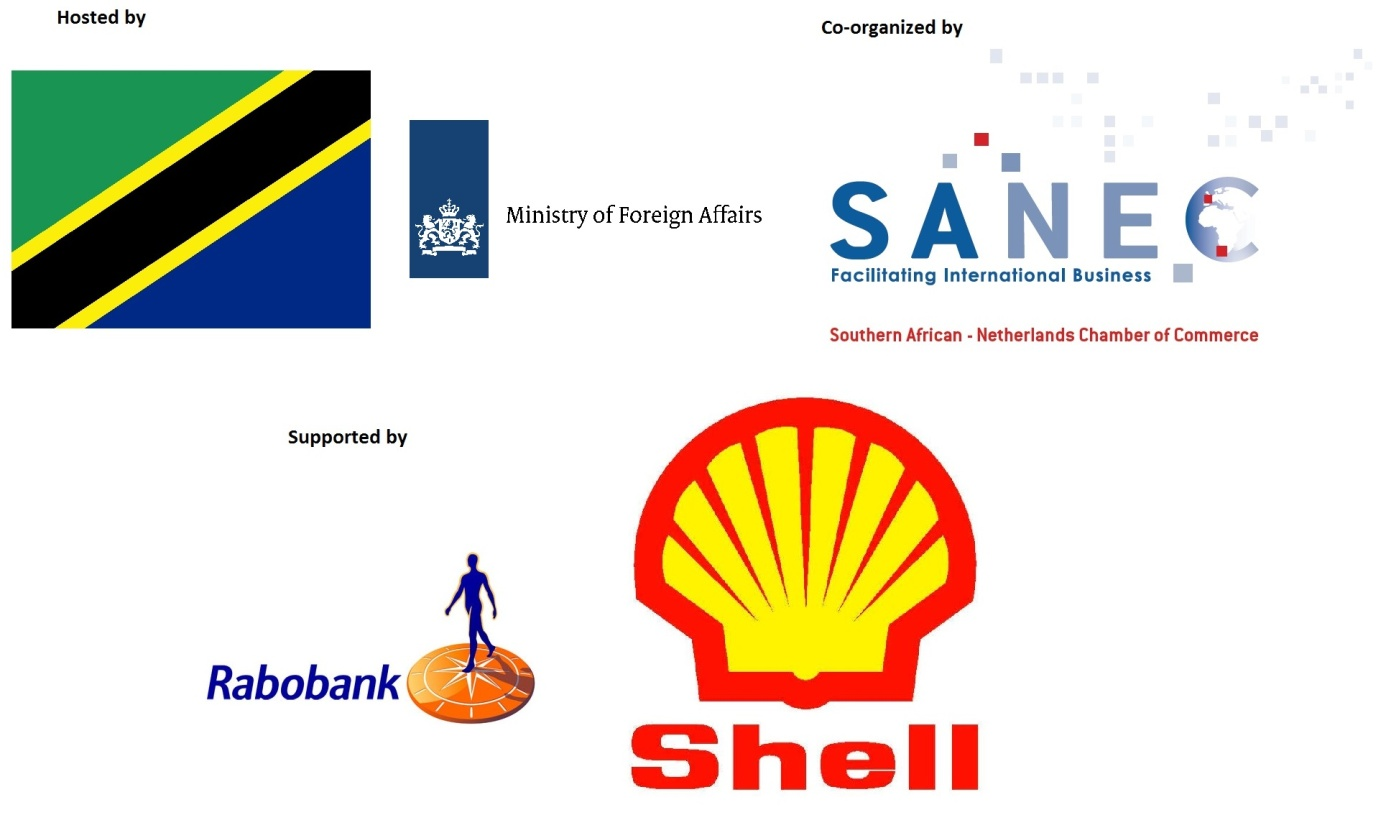 Hosted by
Co-organized by
Ministry of Foreign Affairs
SANEC
Facilitating International Business
Southern African - Netherlands Chamber of Commerce
Supported by
Rabobank
Shell